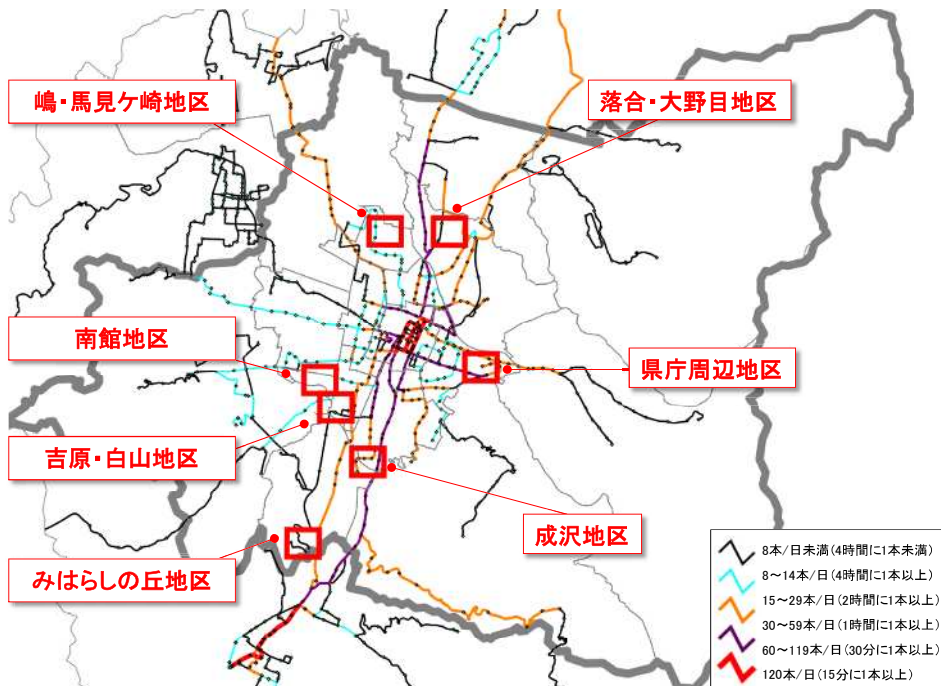 嶋・馬見ケ崎地区
落合・大野目地区
南館地区
県庁周辺地区
吉原・白山地区
成沢地区
みはらしの丘地区
8本/日未満(4時間に1本未満)
8～14本/日(4時間に1本以上)
15～29本/日(2時間に1本以上)
30～59本/日(1時間に1本以上)
60～119本/日(30分に1本以上)
120本/日(15分に1本以上)